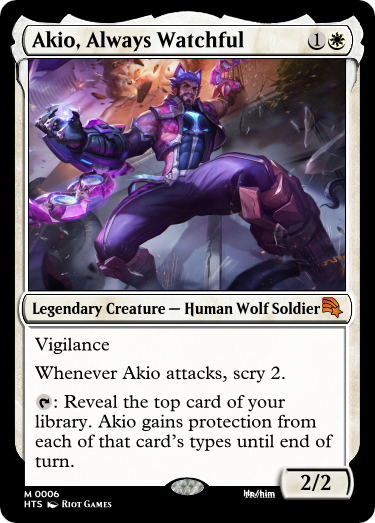 Akio, Always Watchful 1
Legendary Creature — Human Wolf Soldier
Vigilance
Whenever Akio attacks, scry 2.
: Reveal the top card of your
library. Akio gains protection from
each of that card's types until end of
turn.
2/2
M 0006
HTS Riot Games